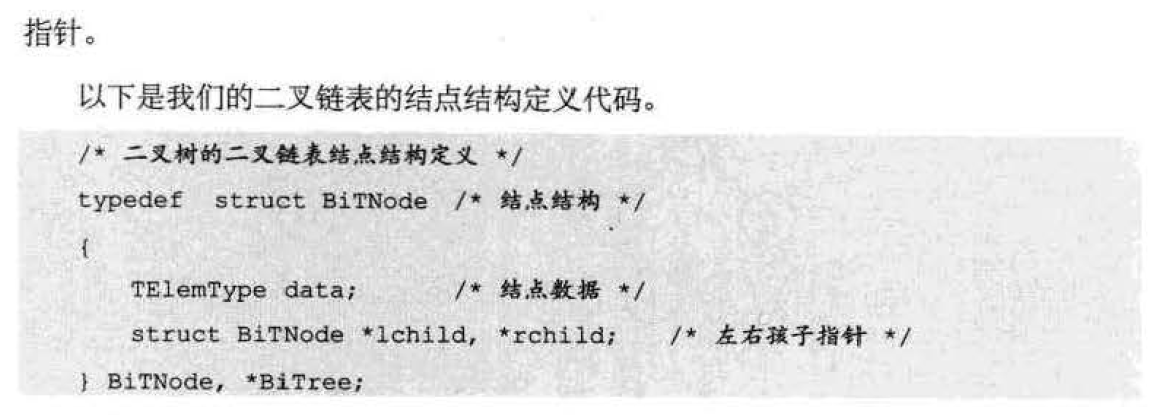 指针。
以下是我们的二叉链表的结点结构定义代码。
/* 二叉树的二叉链表结点结构定义 */
typedef  struct BiTNode  /* 结点结构 */
{
    TElemType data;        /* 结点数据 */
    struct BiTNode *lchild, *rchild;    /* 左右孩子指针 */
} BiTNode, *BiTree;